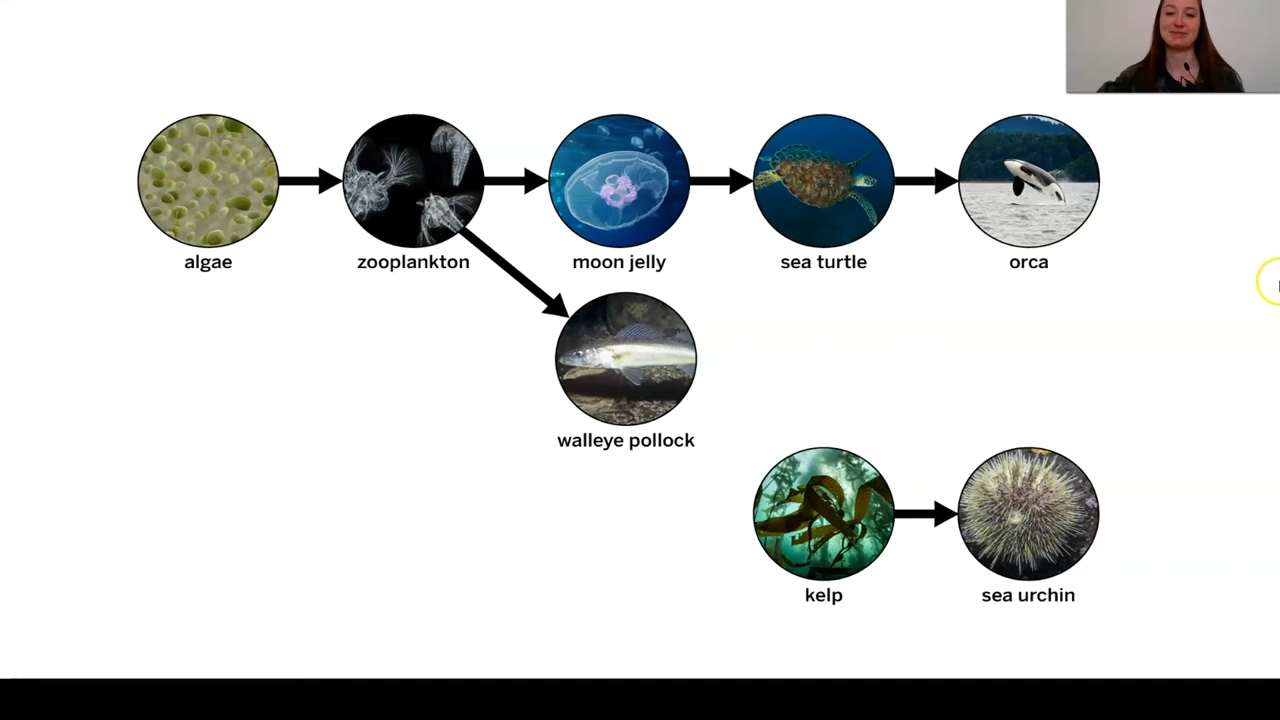 algae
zooplankton
moon jelly
sea turtle
orca
walleye pollock
kelp
sea urchin